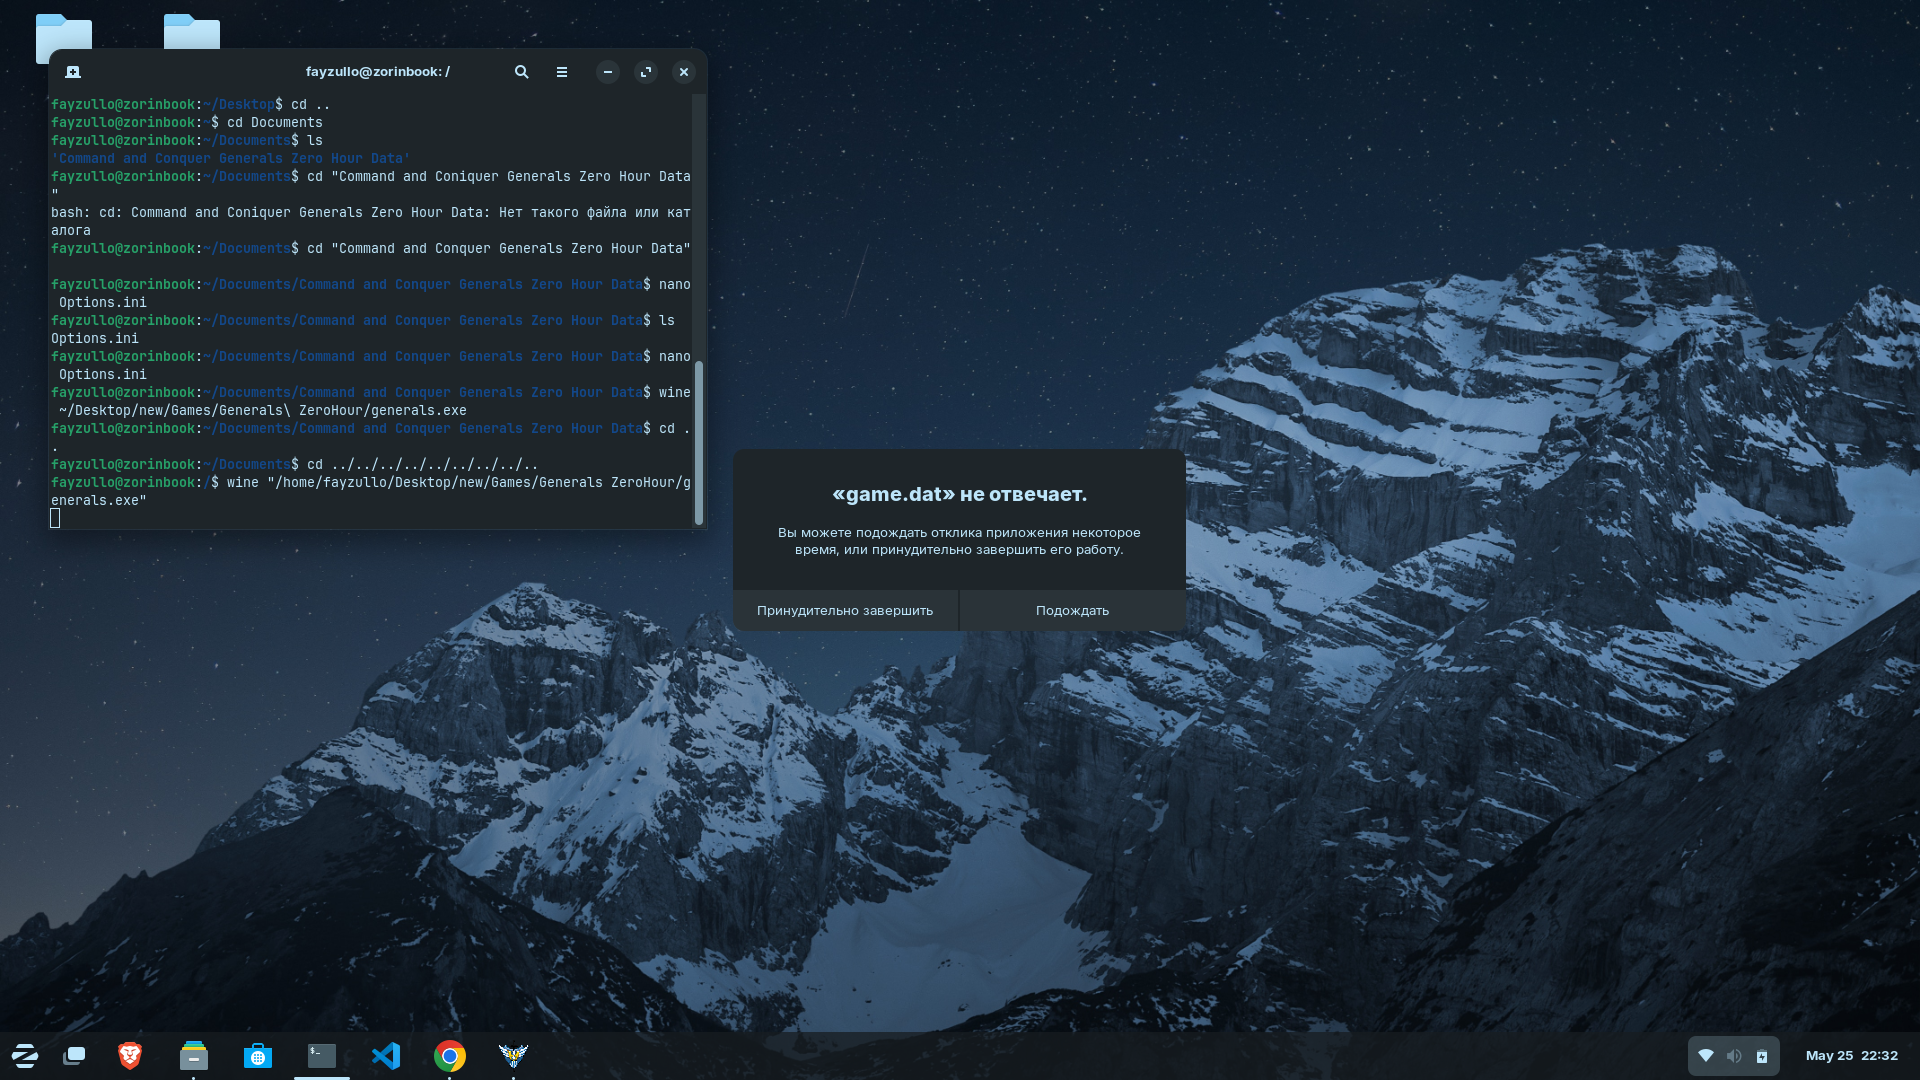 fayzullo@zorinbook: /
fayzullo@zorinbook:~/Desktop$ cd ..
fayzullo@zorinbook:~$ cd Documents
fayzullo@zorinbook:~/Documents$ ls
'Command and Conquer Generals Zero Hour Data'
fayzullo@zorinbook:~/Documents$ cd "Command and Coniquer Generals Zero Hour Data
"
bash: cd: Command and Coniquer Generals Zero Hour Data: Нет такого файла или кат
алога
fayzullo@zorinbook:~/Documents$ cd "Command and Conquer Generals Zero Hour Data"
fayzullo@zorinbook:~/Documents/Command and Conquer Generals Zero Hour Data$ nano
Options.ini
fayzullo@zorinbook:~/Documents/Command and Conquer Generals Zero Hour Data$ ls
Options.ini
fayzullo@zorinbook:~/Documents/Command and Conquer Generals Zero Hour Data$ nano
Options.ini
fayzullo@zorinbook:~/Documents/Command and Conquer Generals Zero Hour Data$ wine
~/Desktop/new/Games/Generals\ ZeroHour/generals.exe
fayzullo@zorinbook:~/Documents/Command and Conquer Generals Zero Hour Data$ cd .
.
fayzullo@zorinbook:~/Documents$ cd ../../../../../../../../..
fayzullo@zorinbook:/$ wine "/home/fayzullo/Desktop/new/Games/Generals ZeroHour/g
enerals.exe"
«game.dat» не отвечает.
Вы можете подождать отклика приложения некоторое
время, или принудительно завершить его работу.
Принудительно завершить
Подождать
May 25 22:32